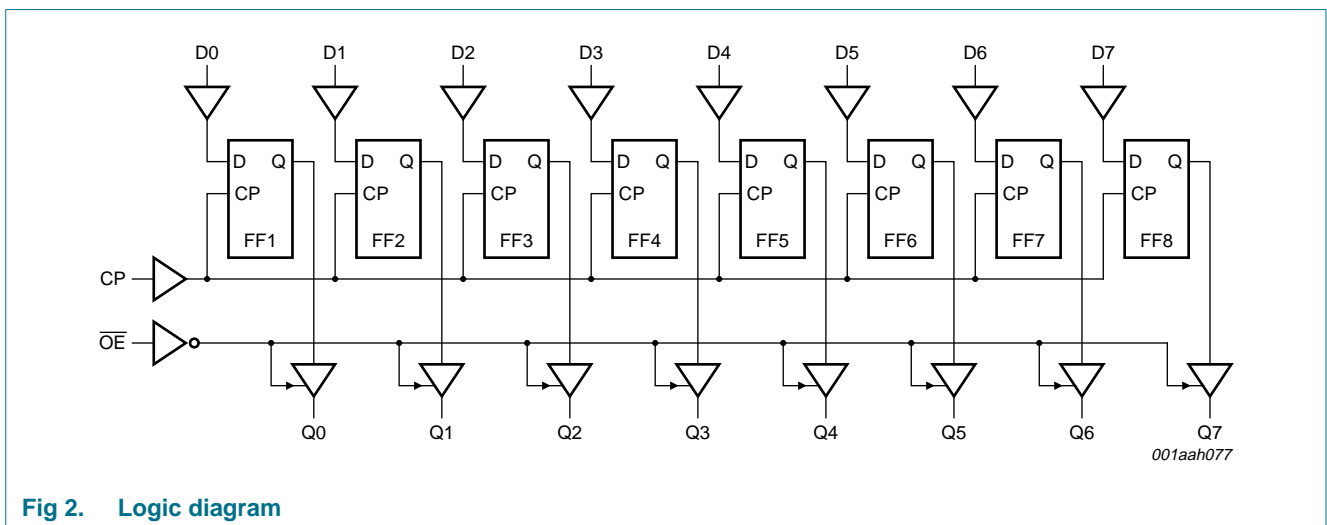 D0 D1 D2 D3 D4 D5 D6 D7
D Q D Q D Q D Q D Q D Q D Q D Q
CP CP CP CP CP CP CP CP
FF1 FF2 FF3 FF4 FF5 FF6 FF7 FF8
CP
O̅E̅
Q0 Q1 Q2 Q3 Q4 Q5 Q6 Q7
001aah077
Fig 2. Logic diagram